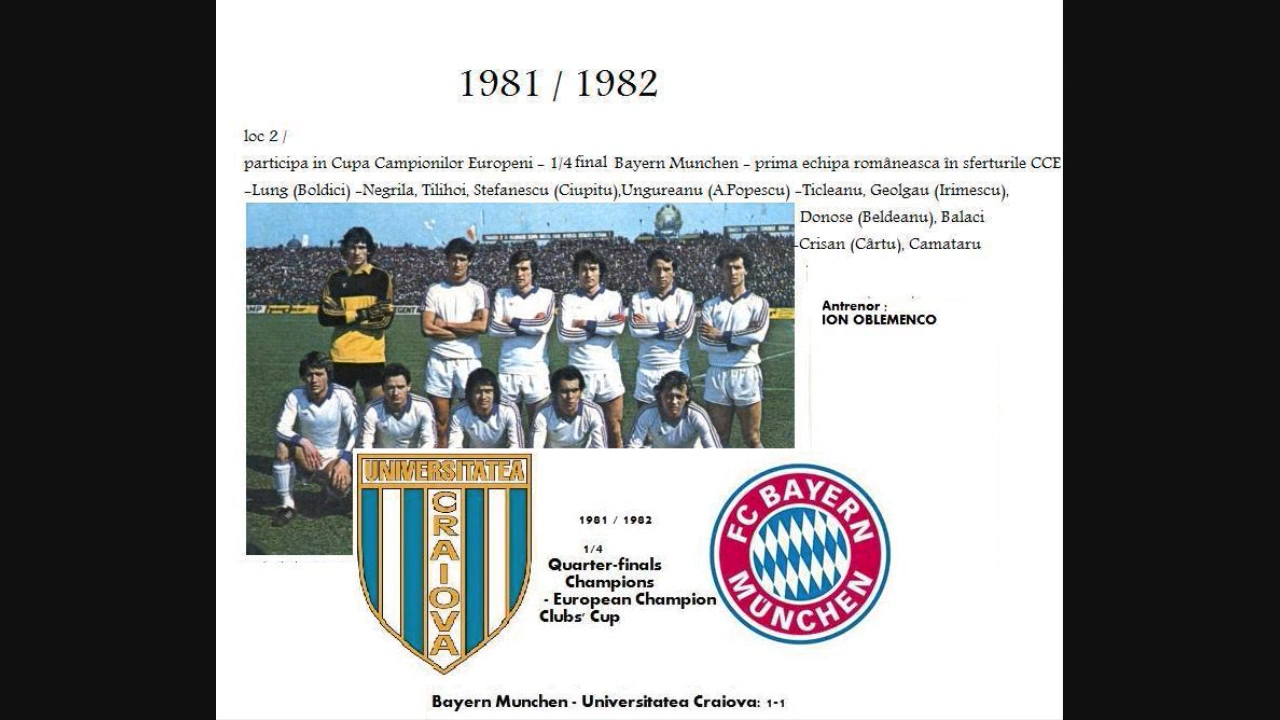 1981 / 1982
loc 2 /
participa in Cupa Campionilor Europeni - 1/4 final Bayern Munchen - prima echipa româneasca în sferturile CCE
-Lung (Boldici) -Negrila, Tilihoi, Stefanescu (Ciupitu),Ungureanu (A.Popescu) -Ticleanu, Geolgau (Irimescu),
Donose (Beldeanu), Balaci
-Crisan (Cârtu), Camataru
Antrenor :
ION OBLEMENCO
UNIVERSITATEA
CRAIOVA
1981 / 1982
1/4
Quarter-finals
Champions
- European Champion
Clubs' Cup
FC BAYERN
MÜNCHEN
Bayern Munchen - Universitatea Craiova: 1-1